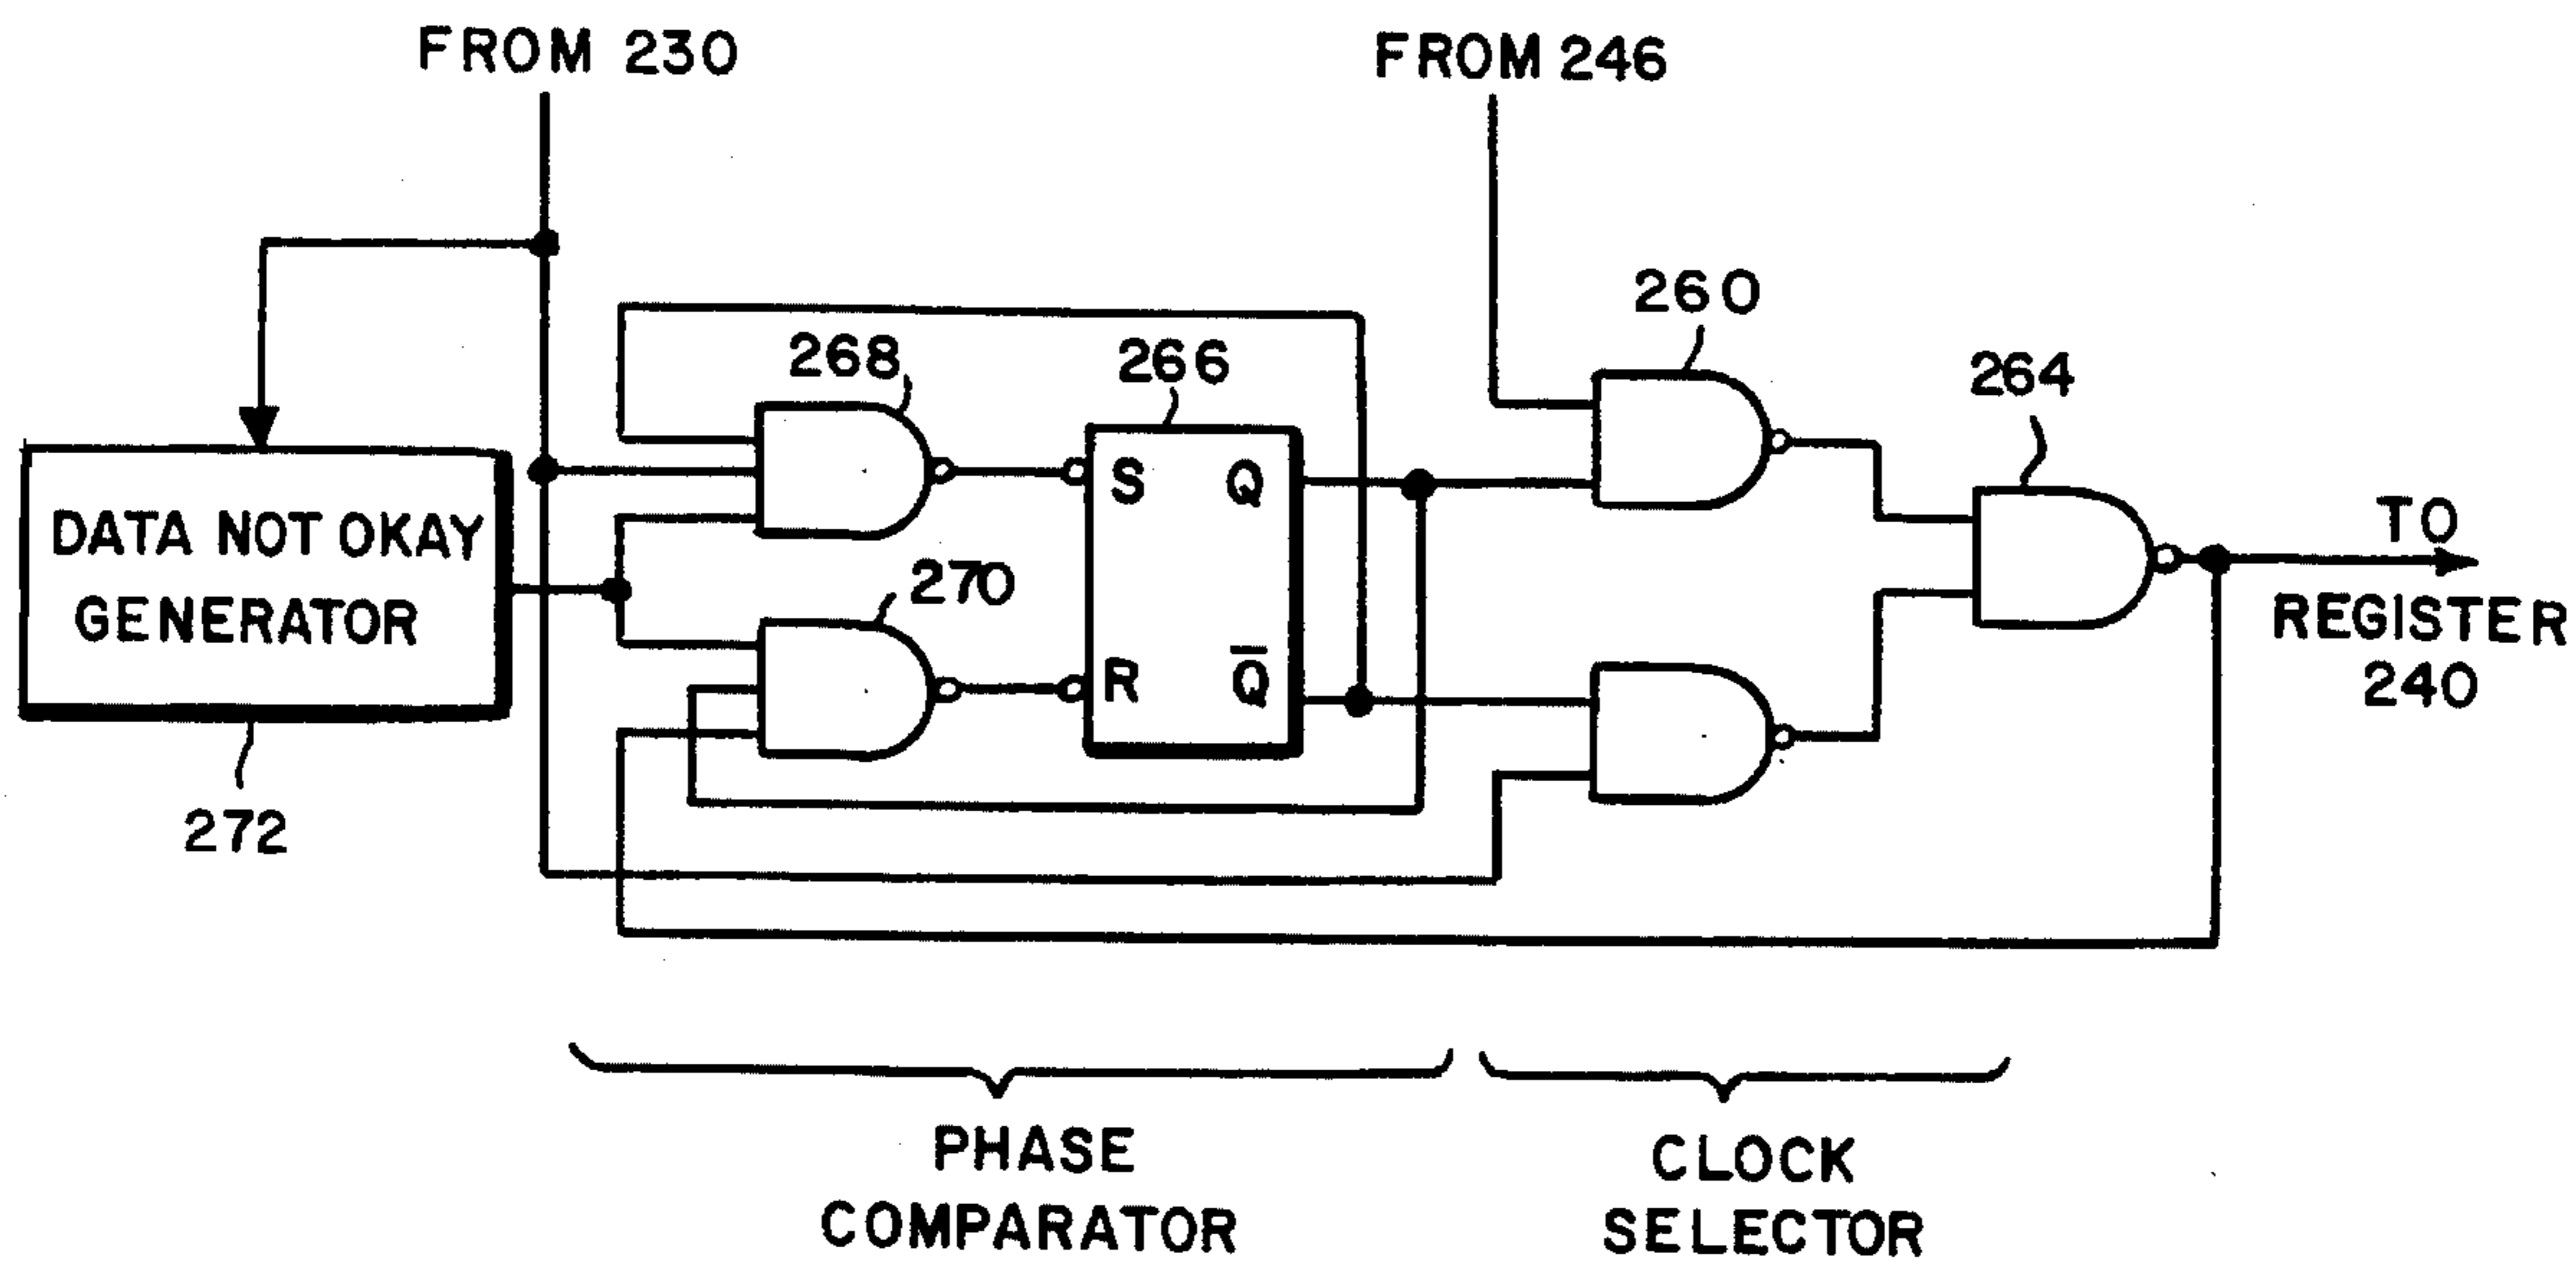 FROM 230
FROM 246
260
268
266
264
S
Q
DATA NOT OKAY
GENERATOR
TO
REGISTER
240
270
R
Q̅
272
PHASE
COMPARATOR
CLOCK
SELECTOR